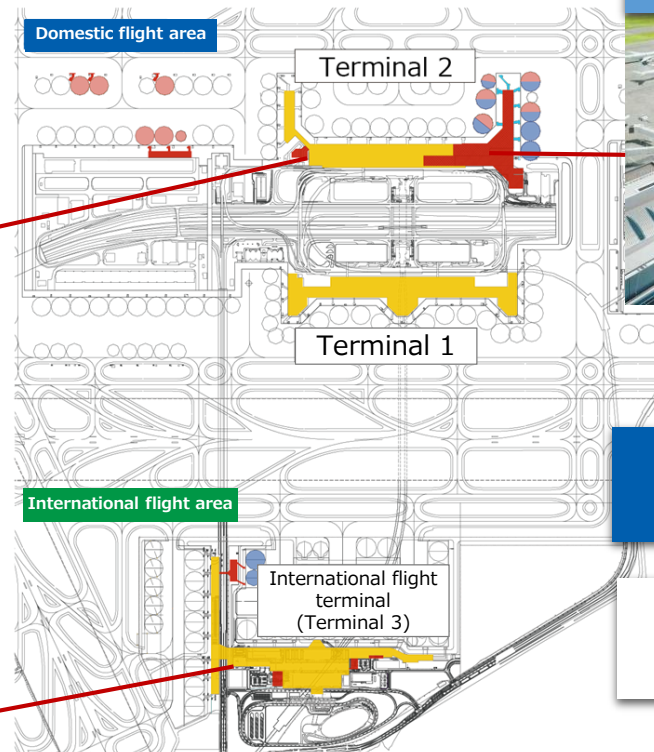 Domestic flight area
Terminal 2
Terminal 1
International flight area
International flight
terminal
(Terminal 3)